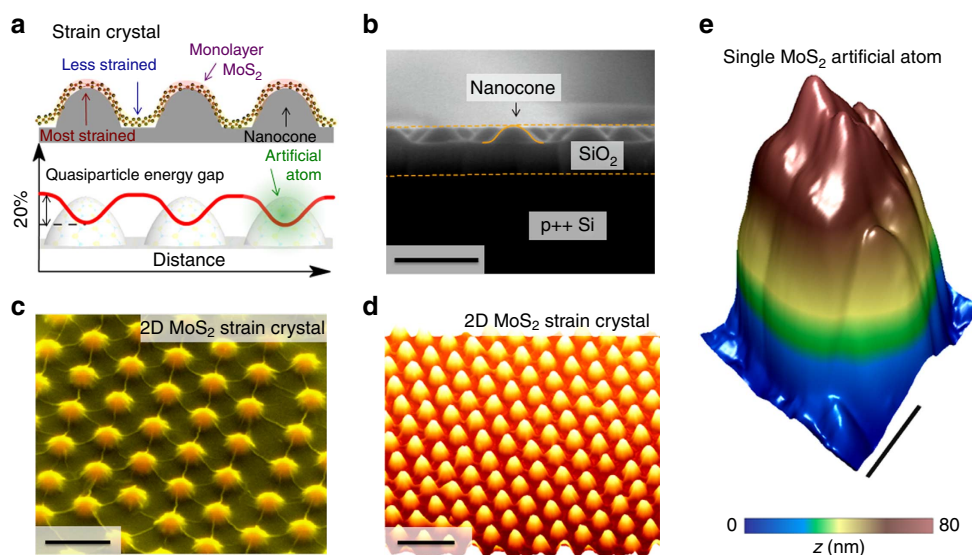 a
Strain crystal
Monolayer
MoS₂
Less strained
Most strained
Nanocone
Artificial
atom
Quasiparticle energy gap
20%
Distance
b
Nanocone
SiO₂
p++ Si
c
2D MoS₂ strain crystal
d
2D MoS₂ strain crystal
e
Single MoS₂ artificial atom
0
80
z (nm)